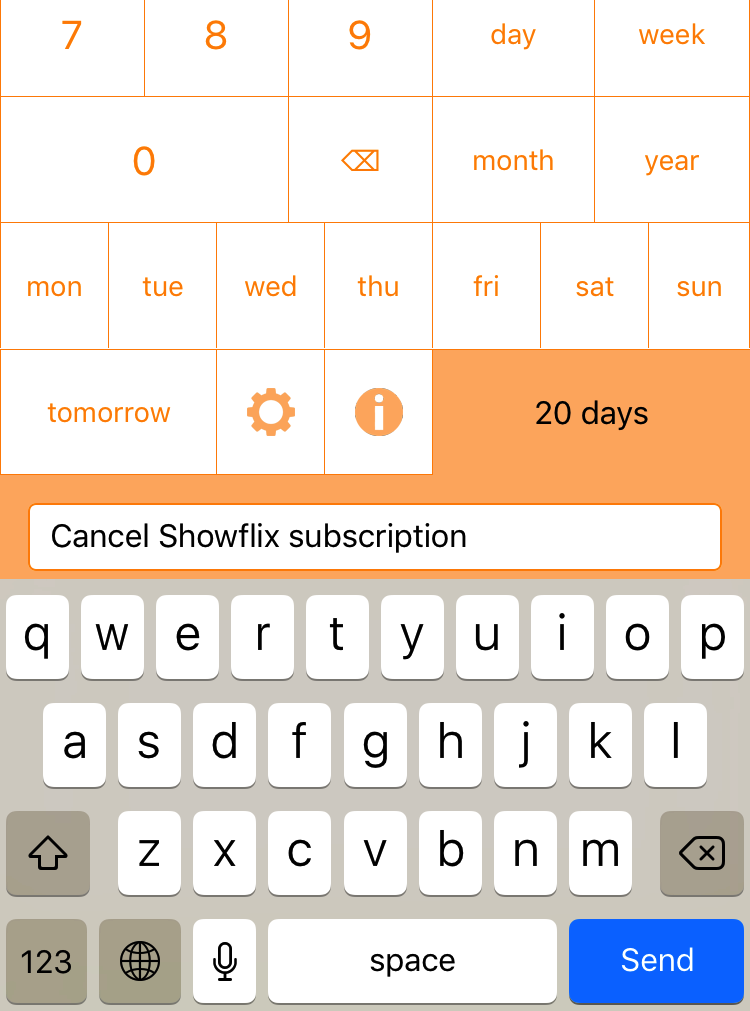 7 8 9 day week
0 ⌫ month year
mon tue wed thu fri sat sun
tomorrow i 20 days
Cancel Showflix subscription
q w e r t y u i o p
a s d f g h j k l
z x c v b n m
123 space Send